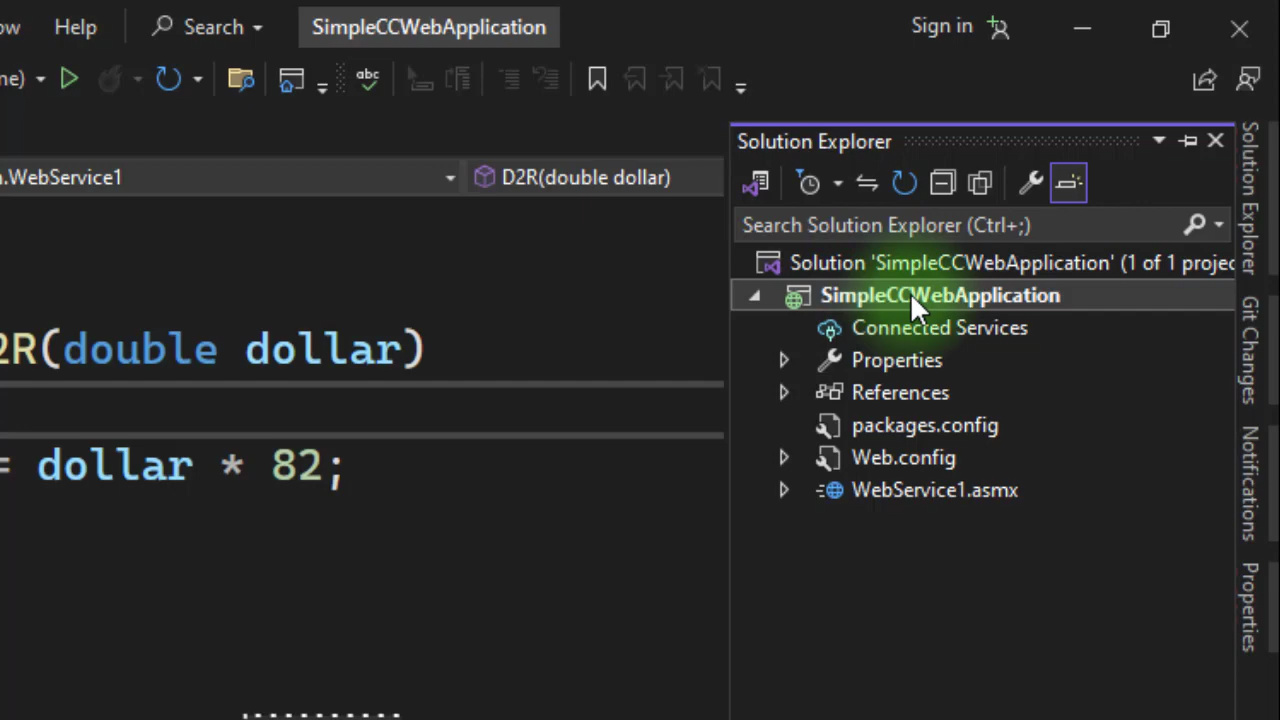 ow Help Search SimpleCCWebApplication Sign in
ne) abc
Solution Explorer
a.WebService1 D2R(double dollar)
Search Solution Explorer (Ctrl+;)
Solution 'SimpleCCWebApplication' (1 of 1 projec
SimpleCCWebApplication
Connected Services
Properties
References
packages.config
Web.config
WebService1.asmx
2R(double dollar)
= dollar * 82;
Solution Explorer
Git Changes
Notifications
Properties